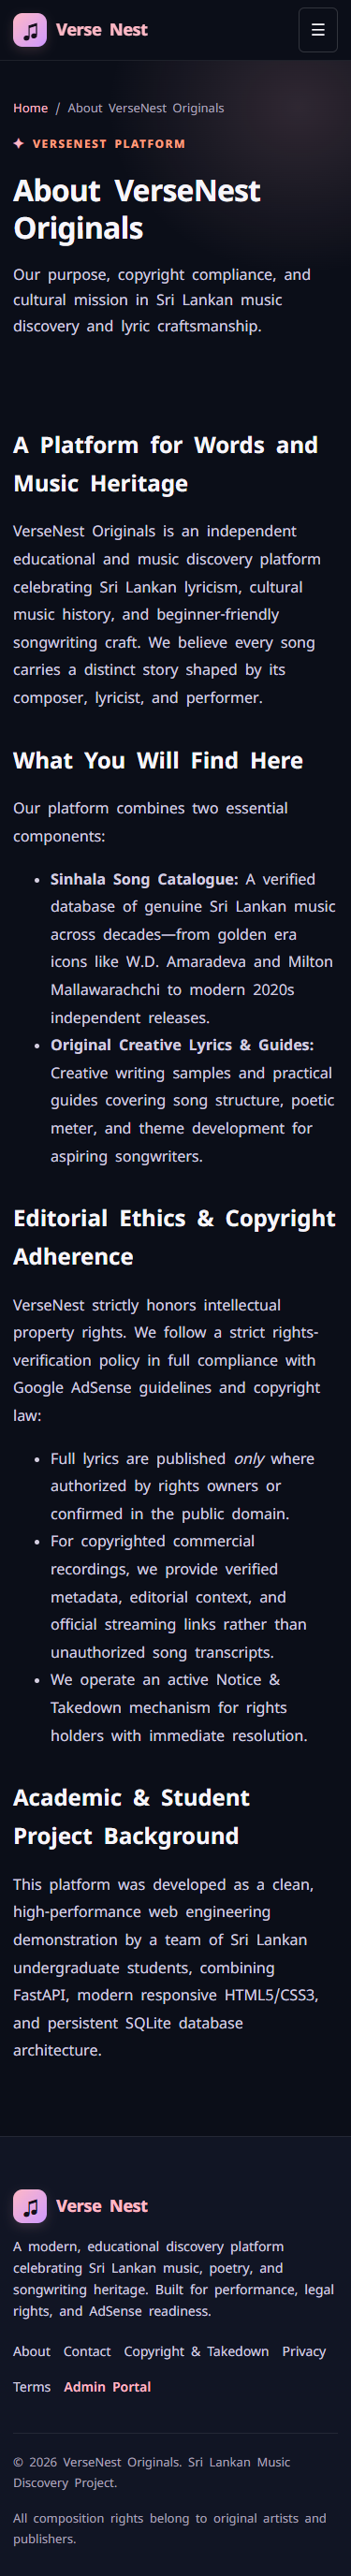 Verse Nest
☰
Home / About VerseNest Originals
✦ VERSENEST PLATFORM
About VerseNest
Originals
Our purpose, copyright compliance, and
cultural mission in Sri Lankan music
discovery and lyric craftsmanship.
A Platform for Words and
Music Heritage
VerseNest Originals is an independent
educational and music discovery platform
celebrating Sri Lankan lyricism, cultural
music history, and beginner-friendly
songwriting craft. We believe every song
carries a distinct story shaped by its
composer, lyricist, and performer.
What You Will Find Here
Our platform combines two essential
components:
• Sinhala Song Catalogue: A verified
database of genuine Sri Lankan music
across decades—from golden era
icons like W.D. Amaradeva and Milton
Mallawarachchi to modern 2020s
independent releases.
• Original Creative Lyrics & Guides:
Creative writing samples and practical
guides covering song structure, poetic
meter, and theme development for
aspiring songwriters.
Editorial Ethics & Copyright
Adherence
VerseNest strictly honors intellectual
property rights. We follow a strict rights-
verification policy in full compliance with
Google AdSense guidelines and copyright
law:
• Full lyrics are published only where
authorized by rights owners or
confirmed in the public domain.
• For copyrighted commercial
recordings, we provide verified
metadata, editorial context, and
official streaming links rather than
unauthorized song transcripts.
• We operate an active Notice &
Takedown mechanism for rights
holders with immediate resolution.
Academic & Student
Project Background
This platform was developed as a clean,
high-performance web engineering
demonstration by a team of Sri Lankan
undergraduate students, combining
FastAPI, modern responsive HTML5/CSS3,
and persistent SQLite database
architecture.
Verse Nest
A modern, educational discovery platform
celebrating Sri Lankan music, poetry, and
songwriting heritage. Built for performance, legal
rights, and AdSense readiness.
About Contact Copyright & Takedown Privacy
Terms Admin Portal
© 2026 VerseNest Originals. Sri Lankan Music
Discovery Project.
All composition rights belong to original artists and
publishers.